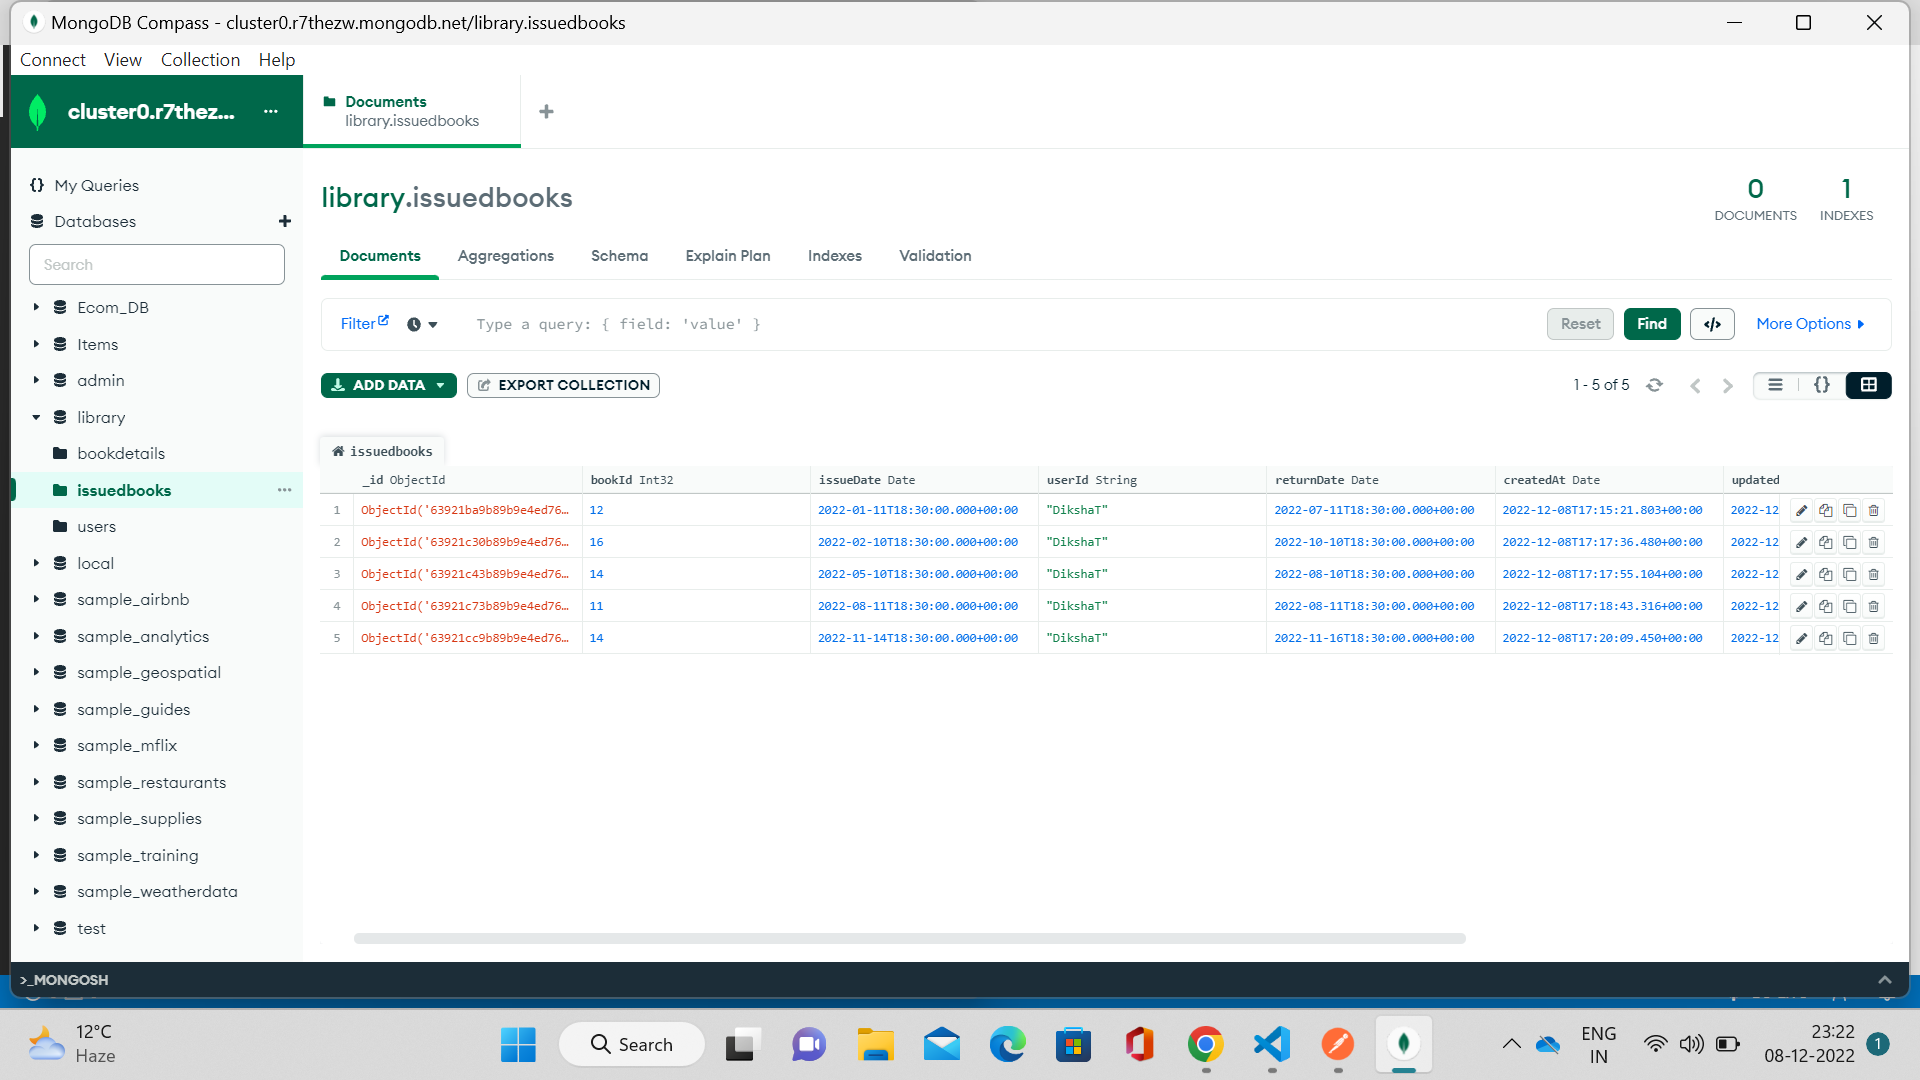 MongoDB Compass - cluster0.r7thezw.mongodb.net/library.issuedbooks
Connect View Collection Help
cluster0.r7thez... ...
Documents
library.issuedbooks
{} My Queries
Databases
Search
Ecom_DB
Items
admin
library
bookdetails
issuedbooks
users
local
sample_airbnb
sample_analytics
sample_geospatial
sample_guides
sample_mflix
sample_restaurants
sample_supplies
sample_training
sample_weatherdata
test
library.issuedbooks
0 DOCUMENTS
1 INDEXES
Documents Aggregations Schema Explain Plan Indexes Validation
Filter Type a query: { field: 'value' } Reset Find </> More Options
ADD DATA EXPORT COLLECTION 1 - 5 of 5 {}
issuedbooks
_id ObjectId bookId Int32 issueDate Date userId String returnDate Date createdAt Date updated
1 ObjectId('63921ba9b89b9e4ed76… 12 2022-01-11T18:30:00.000+00:00 "DikshaT" 2022-07-11T18:30:00.000+00:00 2022-12-08T17:15:21.803+00:00 2022-12
2 ObjectId('63921c30b89b9e4ed76… 16 2022-02-10T18:30:00.000+00:00 "DikshaT" 2022-10-10T18:30:00.000+00:00 2022-12-08T17:17:36.480+00:00 2022-12
3 ObjectId('63921c43b89b9e4ed76… 14 2022-05-10T18:30:00.000+00:00 "DikshaT" 2022-08-10T18:30:00.000+00:00 2022-12-08T17:17:55.104+00:00 2022-12
4 ObjectId('63921c73b89b9e4ed76… 11 2022-08-11T18:30:00.000+00:00 "DikshaT" 2022-08-11T18:30:00.000+00:00 2022-12-08T17:18:43.316+00:00 2022-12
5 ObjectId('63921cc9b89b9e4ed76… 14 2022-11-14T18:30:00.000+00:00 "DikshaT" 2022-11-16T18:30:00.000+00:00 2022-12-08T17:20:09.450+00:00 2022-12
>_MONGOSH
12°C
Haze
Search
ENG
IN
23:22
08-12-2022
1